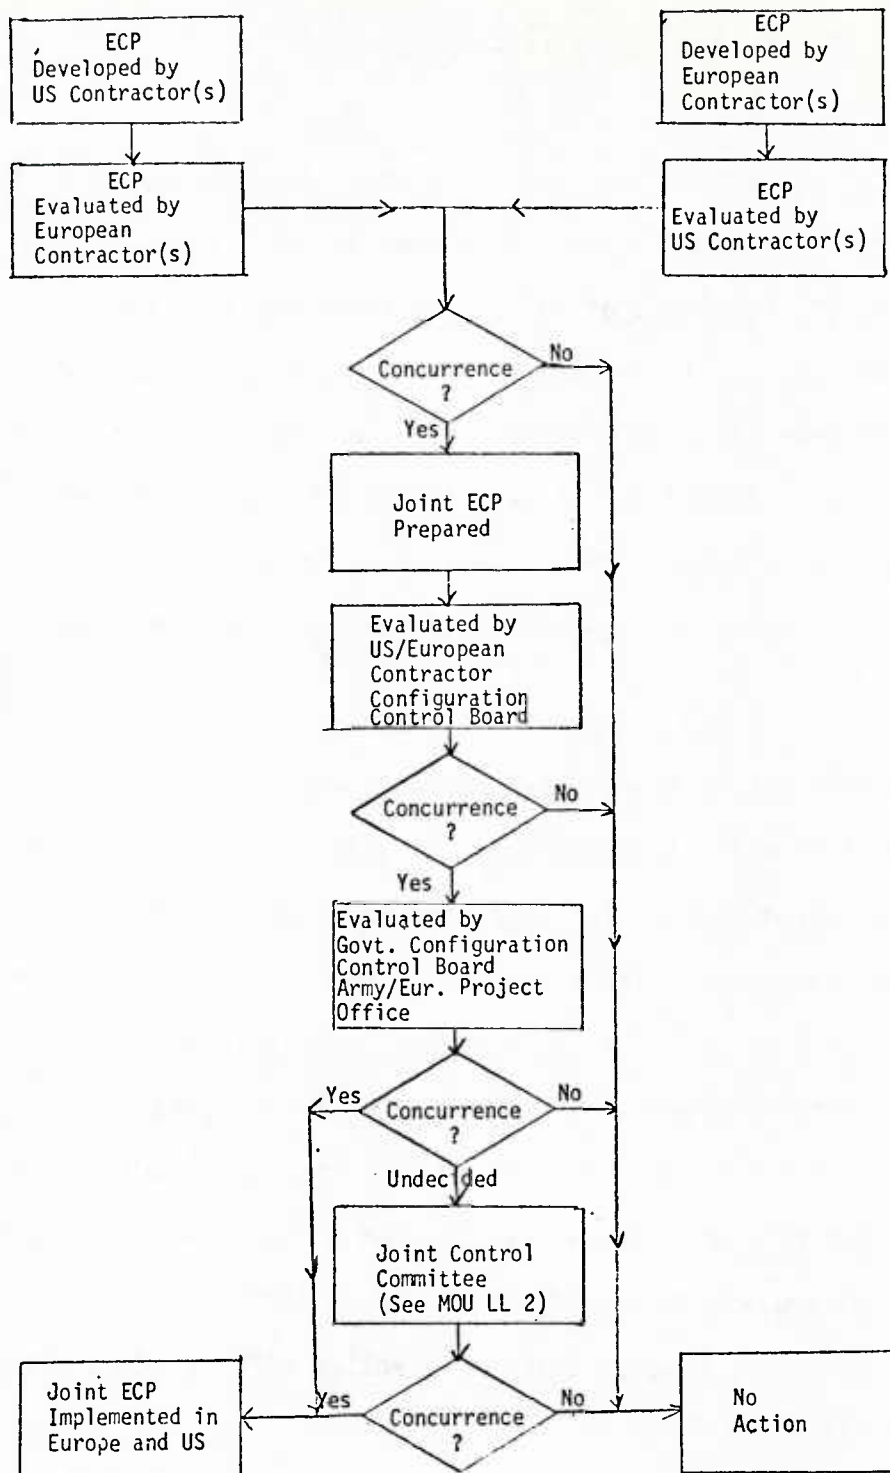 ECP
Developed by
US Contractor(s)
ECP
Developed by
European
Contractor(s)
ECP
Evaluated by
European
Contractor(s)
ECP
Evaluated by
US Contractor(s)
Concurrence
?
No
Yes
Joint ECP
Prepared
Evaluated by
US/European
Contractor
Configuration
Control Board
Concurrence
?
No
Yes
Evaluated by
Govt. Configuration
Control Board
Army/Eur. Project
Office
Yes
Concurrence
?
No
Undecided
Joint Control
Committee
(See MOU LL 2)
Joint ECP
Implemented in
Europe and US
Yes
Concurrence
?
No
No
Action